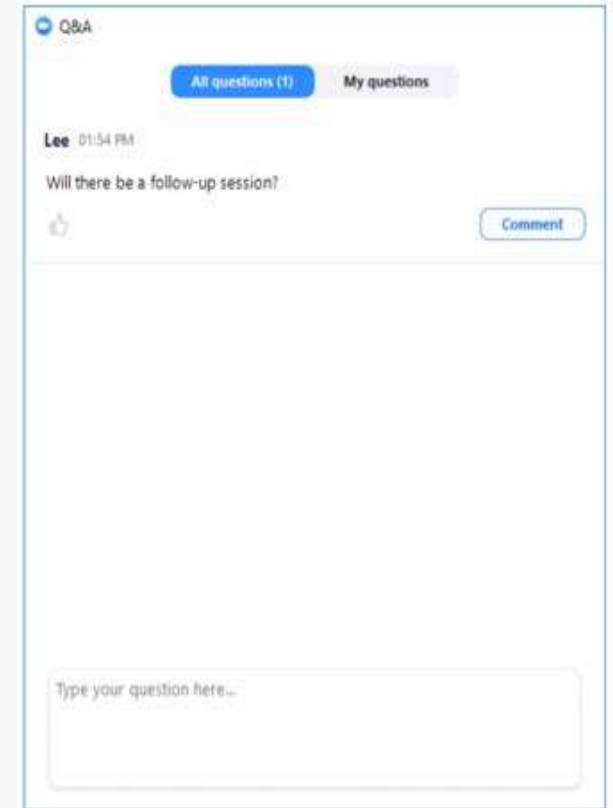 Q&A
All questions (1) My questions
Lee 01:54 PM
Will there be a follow-up session?
Comment
Type your question here...